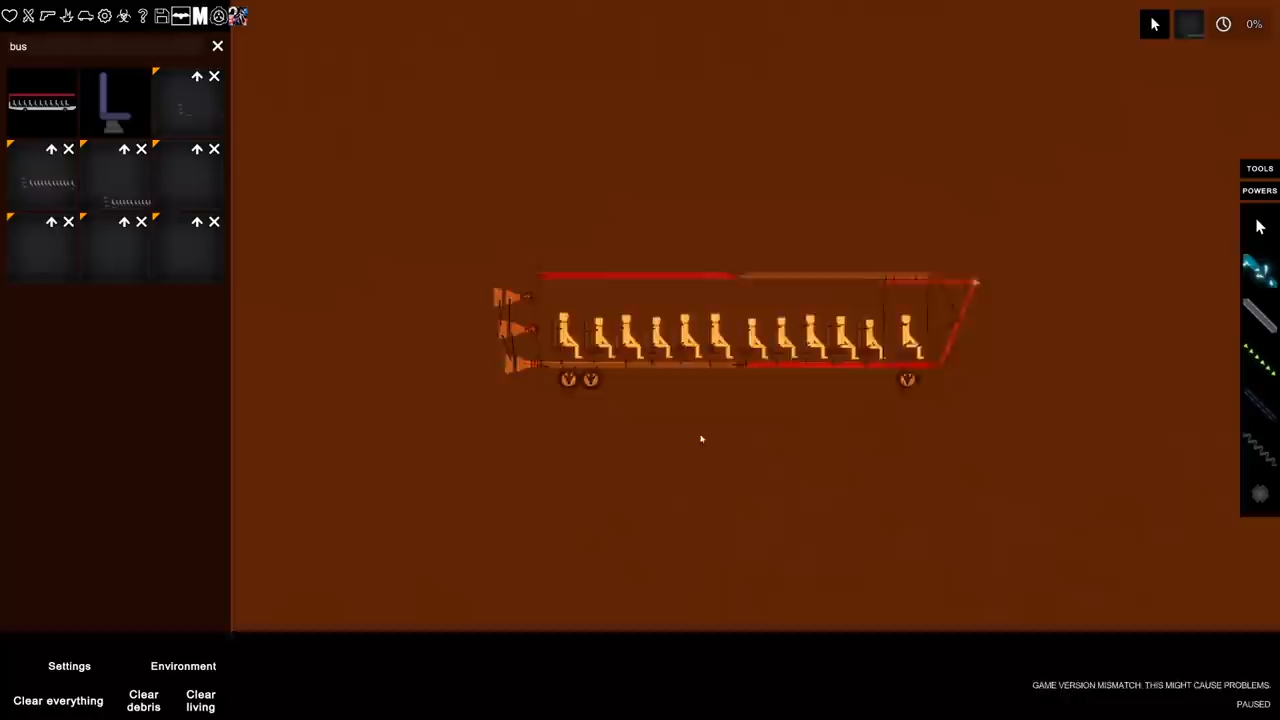 0%
bus
TOOLS
POWERS
Settings
Environment
Clear everything
Clear debris
Clear living
GAME VERSION MISMATCH. THIS MIGHT CAUSE PROBLEMS.
PAUSED